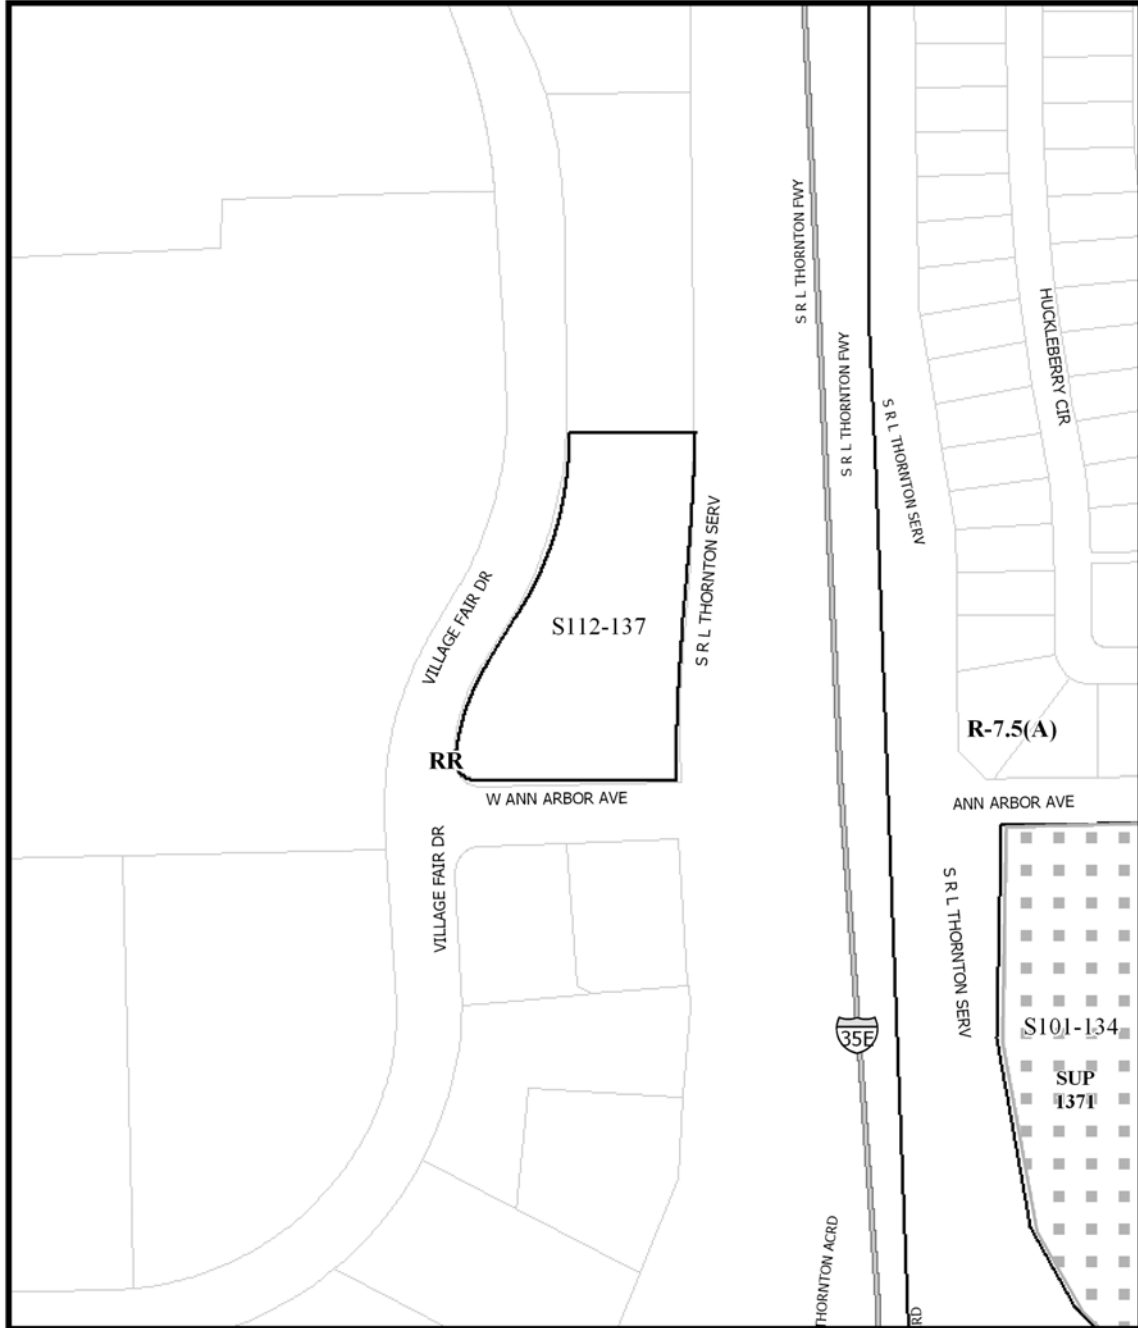 S R L THORNTON FWY
HUCKLEBERRY CIR
S R L THORNTON FWY
S R L THORNTON SERV
S R L THORNTON SERV
VILLAGE FAIR DR
S112-137
R-7.5(A)
RR
W ANN ARBOR AVE
ANN ARBOR AVE
VILLAGE FAIR DR
S R L THORNTON SERV
35E
S101-134
SUP
1371
THORNTON ACRD
RD